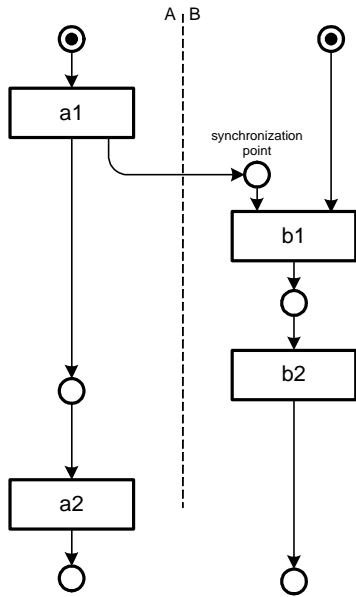 A B
a1
synchronization
point
b1
b2
a2